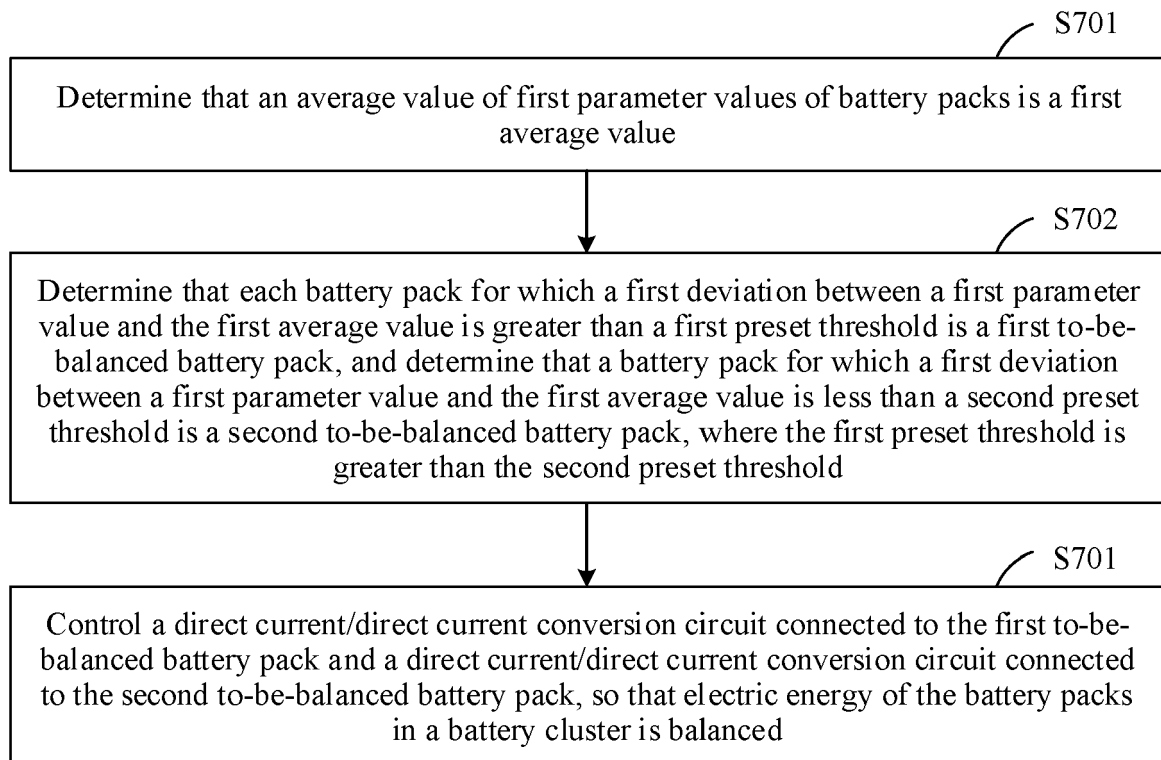 S701
Determine that an average value of first parameter values of battery packs is a first
average value
S702
Determine that each battery pack for which a first deviation between a first parameter
value and the first average value is greater than a first preset threshold is a first to-be-
balanced battery pack, and determine that a battery pack for which a first deviation
between a first parameter value and the first average value is less than a second preset
threshold is a second to-be-balanced battery pack, where the first preset threshold is
greater than the second preset threshold
S701
Control a direct current/direct current conversion circuit connected to the first to-be-
balanced battery pack and a direct current/direct current conversion circuit connected
to the second to-be-balanced battery pack, so that electric energy of the battery packs
in a battery cluster is balanced